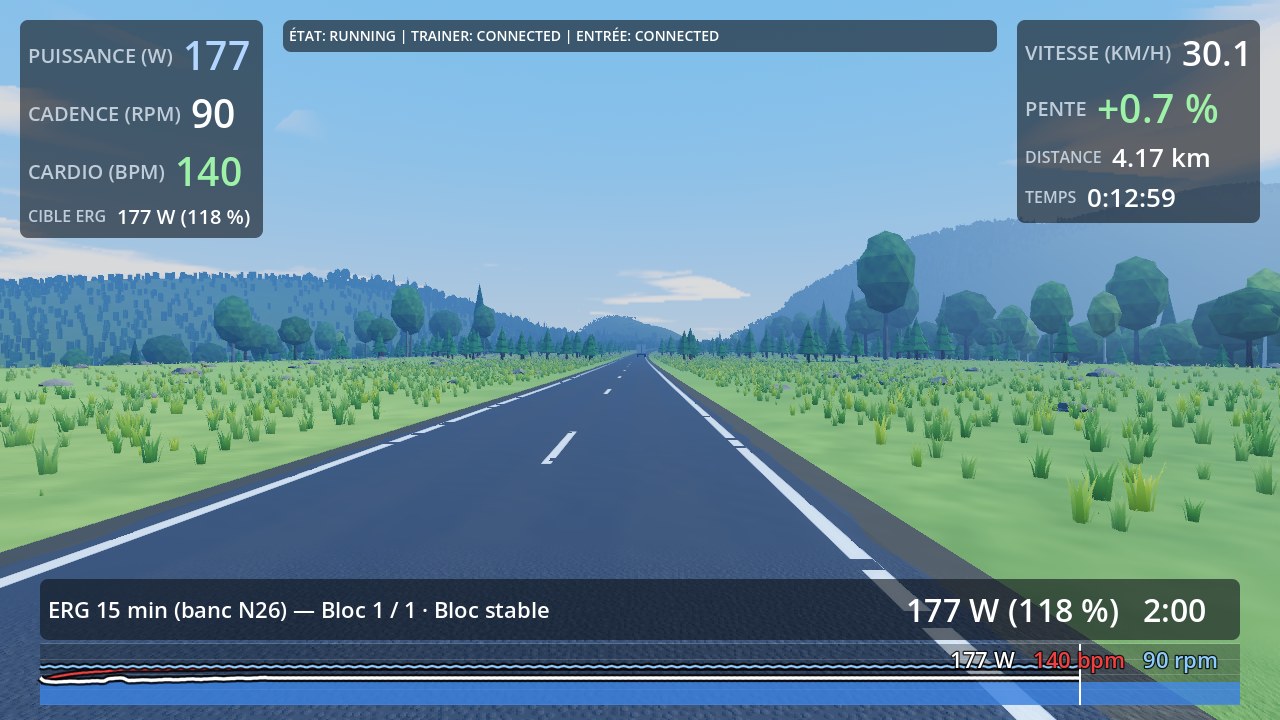 PUISSANCE (W) 177
CADENCE (RPM) 90
CARDIO (BPM) 140
CIBLE ERG 177 W (118 %)
ÉTAT: RUNNING | TRAINER: CONNECTED | ENTRÉE: CONNECTED
VITESSE (KM/H) 30.1
PENTE +0.7 %
DISTANCE 4.17 km
TEMPS 0:12:59
ERG 15 min (banc N26) — Bloc 1 / 1 · Bloc stable 177 W (118 %) 2:00
177 W 140 bpm 90 rpm